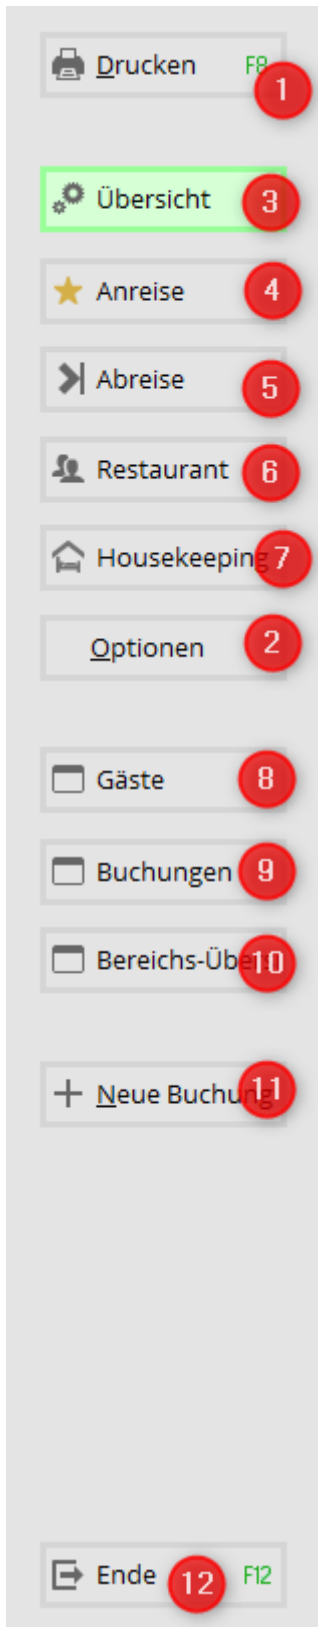 Drucken F8
1
Übersicht 3
Anreise 4
Abreise 5
Restaurant 6
Housekeeping 7
Optionen 2
Gäste 8
Buchungen 9
Bereichs-Übers 10
Neue Buchung 11
Ende 12 F12